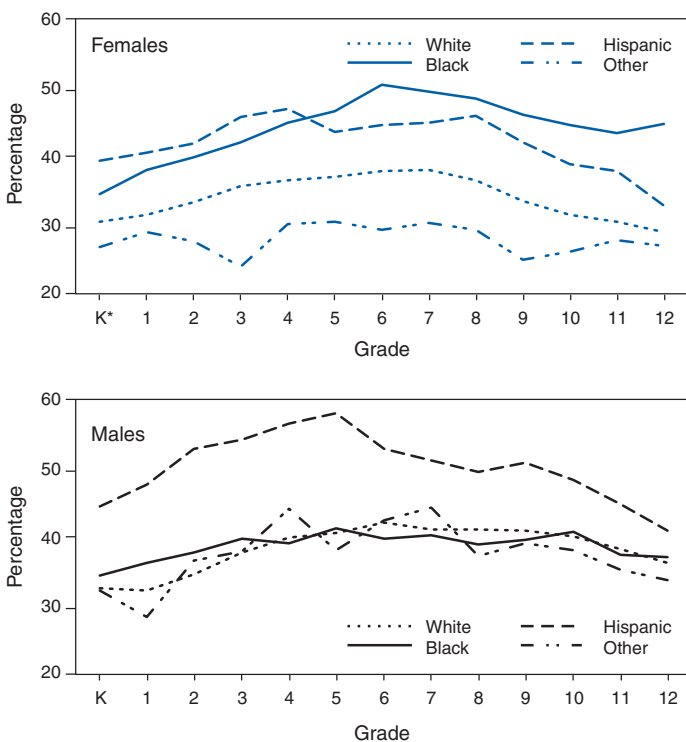 60
Females
White
Hispanic
Black
Other
50
40
30
20
Percentage
K* 1 2 3 4 5 6 7 8 9 10 11 12
Grade
60
Males
50
40
30
20
Percentage
White
Hispanic
Black
Other
K 1 2 3 4 5 6 7 8 9 10 11 12
Grade